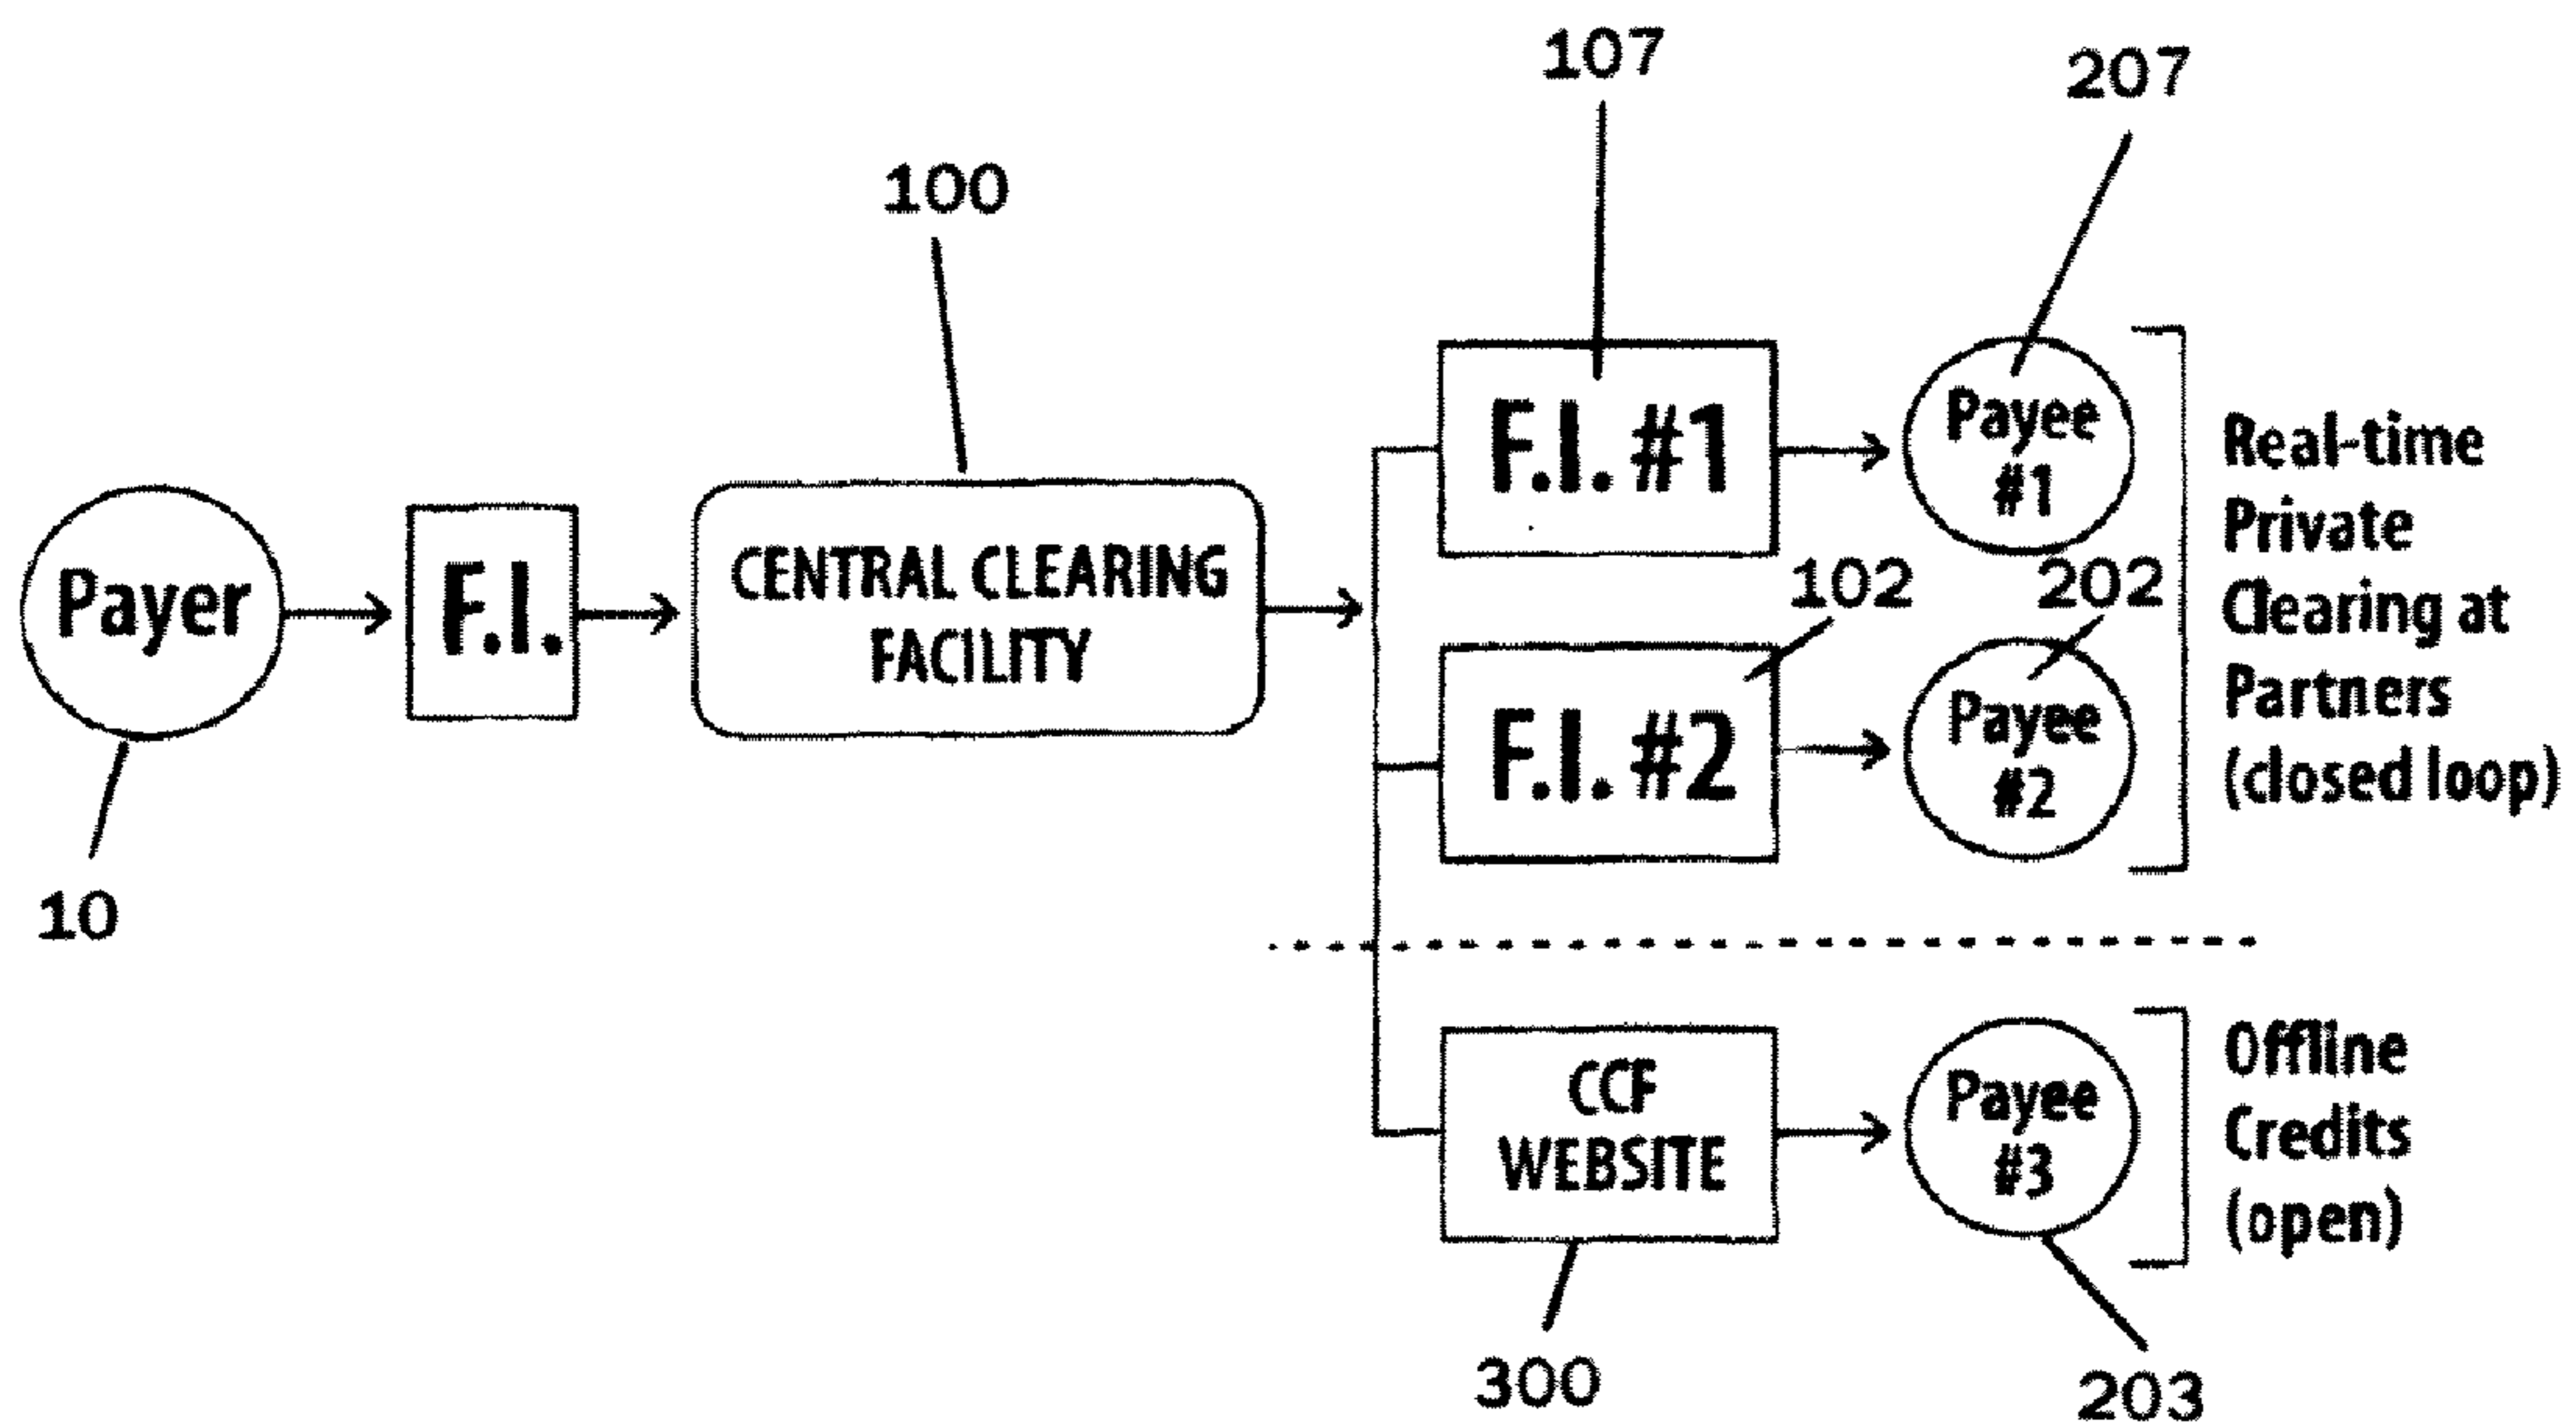 107
207
100
F.I. #1
Payee
#1
Real-time
Private
Clearing at
Partners
(closed loop)
Payer
F.I.
CENTRAL CLEARING
FACILITY
102
202
F.I. #2
Payee
#2
10
CCF
WEBSITE
Payee
#3
Offline
Credits
(open)
300
203